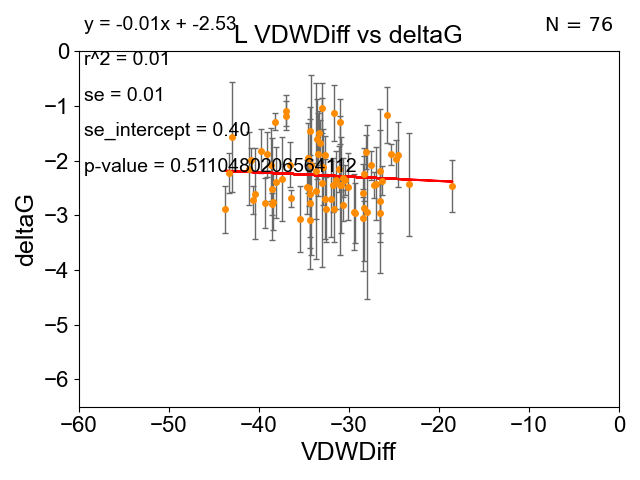 y = -0.01x + -2.53
N = 76
L VDWDiff vs deltaG
r^2 = 0.01
se = 0.01
se_intercept = 0.40
p-value = 0.5110480206564112
0
−1
−2
−3
−4
−5
−6
deltaG
−60
−50
−40
−30
−20
−10
0
VDWDiff